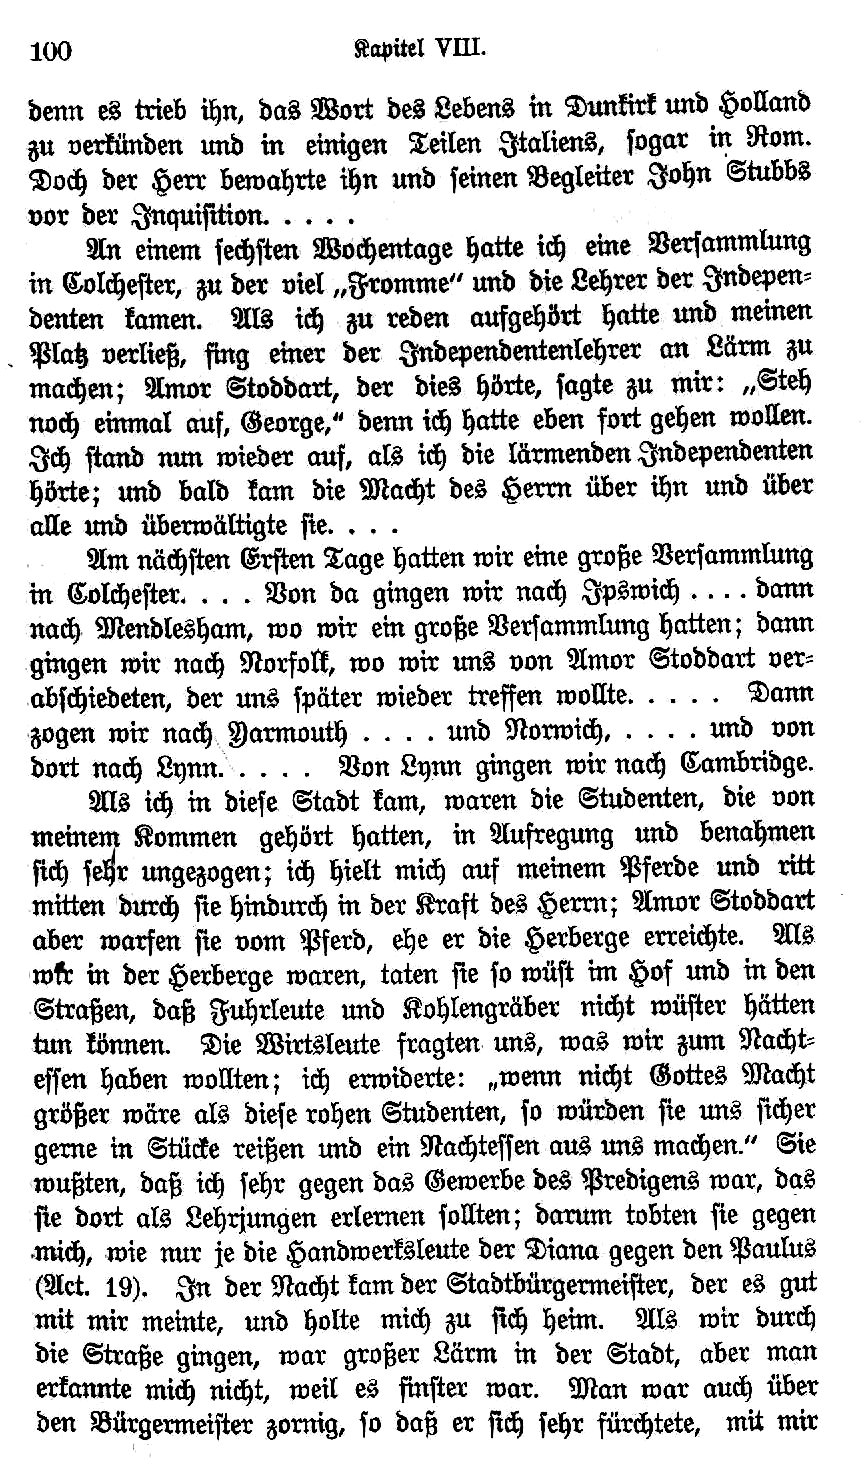 100 Kapitel VIII.
denn es trieb ihn, das Wort des Lebens in Dunkirk und Holland
zu verkünden und in einigen Teilen Italiens, sogar in Rom.
Doch der Herr bewahrte ihn und seinen Begleiter John Stubbs
vor der Inquisition. . . . .
An einem sechsten Wochentage hatte ich eine Versammlung
in Colchester, zu der viel „Fromme“ und die Lehrer der Indepen-
denten kamen. Als ich zu reden aufgehört hatte und meinen
Platz verließ, fing einer der Independentenlehrer an Lärm zu
machen; Amor Stoddart, der dies hörte, sagte zu mir: „Steh
noch einmal auf, George,“ denn ich hatte eben fort gehen wollen.
Ich stand nun wieder auf, als ich die lärmenden Independenten
hörte; und bald kam die Macht des Herrn über ihn und über
alle und überwältigte sie. . . .
Am nächsten Ersten Tage hatten wir eine große Versammlung
in Colchester. . . . Von da gingen wir nach Ipswich . . . . dann
nach Mendlesham, wo wir ein große Versammlung hatten; dann
gingen wir nach Norfolk, wo wir uns von Amor Stoddart ver-
abschiedeten, der uns später wieder treffen wollte. . . . . Dann
zogen wir nach Yarmouth . . . . und Norwich, . . . . und von
dort nach Lynn. . . . . Von Lynn gingen wir nach Cambridge.
Als ich in diese Stadt kam, waren die Studenten, die von
meinem Kommen gehört hatten, in Aufregung und benahmen
sich sehr ungezogen; ich hielt mich auf meinem Pferde und ritt
mitten durch sie hindurch in der Kraft des Herrn; Amor Stoddart
aber warfen sie vom Pferd, ehe er die Herberge erreichte. Als
wir in der Herberge waren, taten sie so wüst im Hof und in den
Straßen, daß Fuhrleute und Kohlengräber nicht wüster hätten
tun können. Die Wirtsleute fragten uns, was wir zum Nacht-
essen haben wollten; ich erwiderte: „wenn nicht Gottes Macht
größer wäre als diese rohen Studenten, so würden sie uns sicher
gerne in Stücke reißen und ein Nachtessen aus uns machen.“ Sie
wußten, daß ich sehr gegen das Gewerbe des Predigens war, das
sie dort als Lehrjungen erlernen sollten; darum tobten sie gegen
mich, wie nur je die Handwerksleute der Diana gegen den Paulus
(Act. 19). In der Nacht kam der Stadtbürgermeister, der es gut
mit mir meinte, und holte mich zu sich heim. Als wir durch
die Straße gingen, war großer Lärm in der Stadt, aber man
erkannte mich nicht, weil es finster war. Man war auch über
den Bürgermeister zornig, so daß er sich sehr fürchtete, mit mir